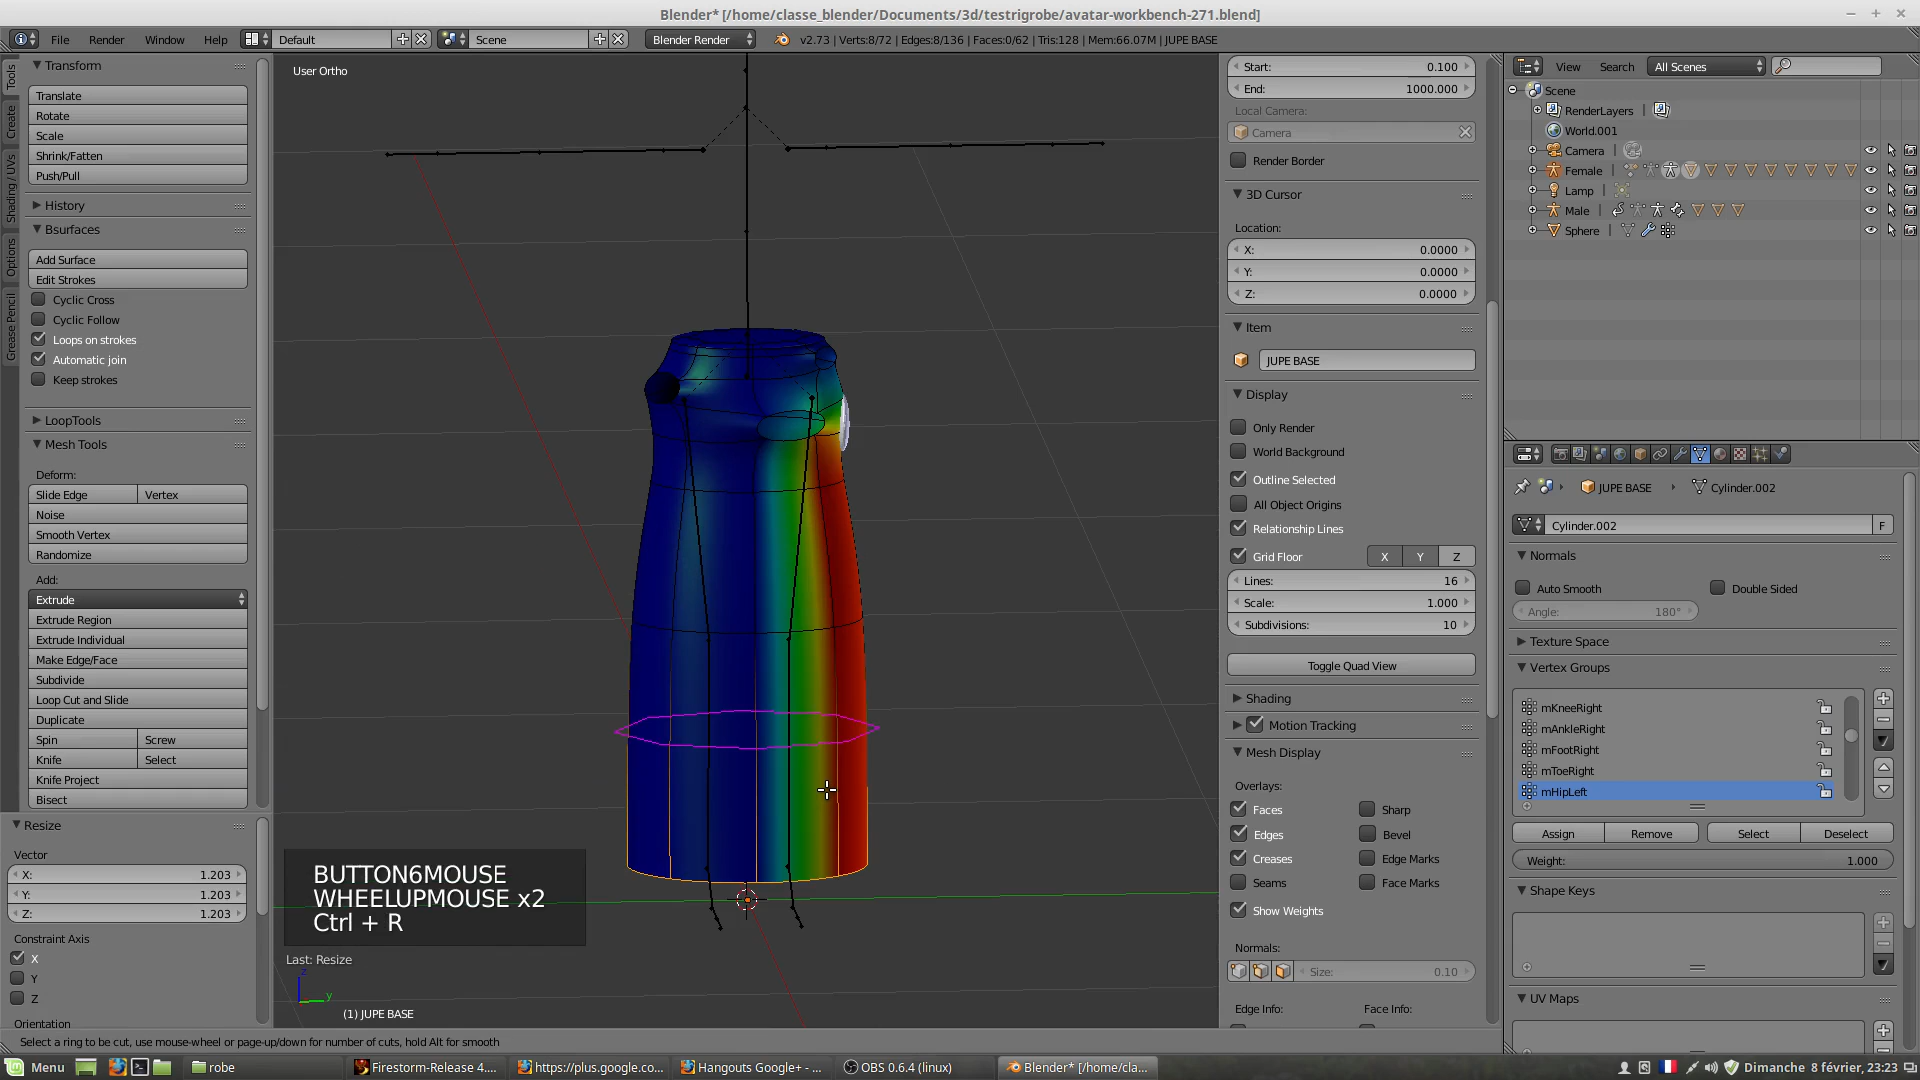 Blender* [/home/classe_blender/Documents/3d/testrigrobe/avatar-workbench-271.blend]
File Render Window Help Default Scene Blender Render v2.73 | Verts:8/72 | Edges:8/136 | Faces:0/62 | Tris:128 | Mem:66.07M | JUPE BASE
Tools
Create
Shading / UVs
Options
Grease Pencil
Transform
Translate
Rotate
Scale
Shrink/Fatten
Push/Pull
History
Bsurfaces
Add Surface
Edit Strokes
Cyclic Cross
Cyclic Follow
Loops on strokes
Automatic join
Keep strokes
LoopTools
Mesh Tools
Deform:
Slide Edge Vertex
Noise
Smooth Vertex
Randomize
Add:
Extrude
Extrude Region
Extrude Individual
Make Edge/Face
Subdivide
Loop Cut and Slide
Duplicate
Spin Screw
Knife Select
Knife Project
Bisect
Resize
Vector
X: 1.203
Y: 1.203
Z: 1.203
Constraint Axis
X
Y
Z
Orientation
User Ortho
BUTTON6MOUSE
WHEELUPMOUSE x2
Ctrl + R
Last: Resize
z
y
(1) JUPE BASE
Start: 0.100
End: 1000.000
Local Camera:
Camera
Render Border
3D Cursor
Location:
X: 0.0000
Y: 0.0000
Z: 0.0000
Item
JUPE BASE
Display
Only Render
World Background
Outline Selected
All Object Origins
Relationship Lines
Grid Floor X Y Z
Lines: 16
Scale: 1.000
Subdivisions: 10
Toggle Quad View
Shading
Motion Tracking
Mesh Display
Overlays:
Faces Sharp
Edges Bevel
Creases Edge Marks
Seams Face Marks
Show Weights
Normals:
Size: 0.10
Edge Info: Face Info:
View Search All Scenes
Scene
RenderLayers
World.001
Camera
Female
Lamp
Male
Sphere
JUPE BASE Cylinder.002
Cylinder.002 F
Normals
Auto Smooth Double Sided
Angle: 180°
Texture Space
Vertex Groups
mKneeRight
mAnkleRight
mFootRight
mToeRight
mHipLeft
Assign Remove Select Deselect
Weight: 1.000
Shape Keys
UV Maps
Select a ring to be cut, use mouse-wheel or page-up/down for number of cuts, hold Alt for smooth
Menu robe Firestorm-Release 4.... https://plus.google.co... Hangouts Google+ - ... OBS 0.6.4 (linux) Blender* [/home/cla... Dimanche 8 février, 23:23